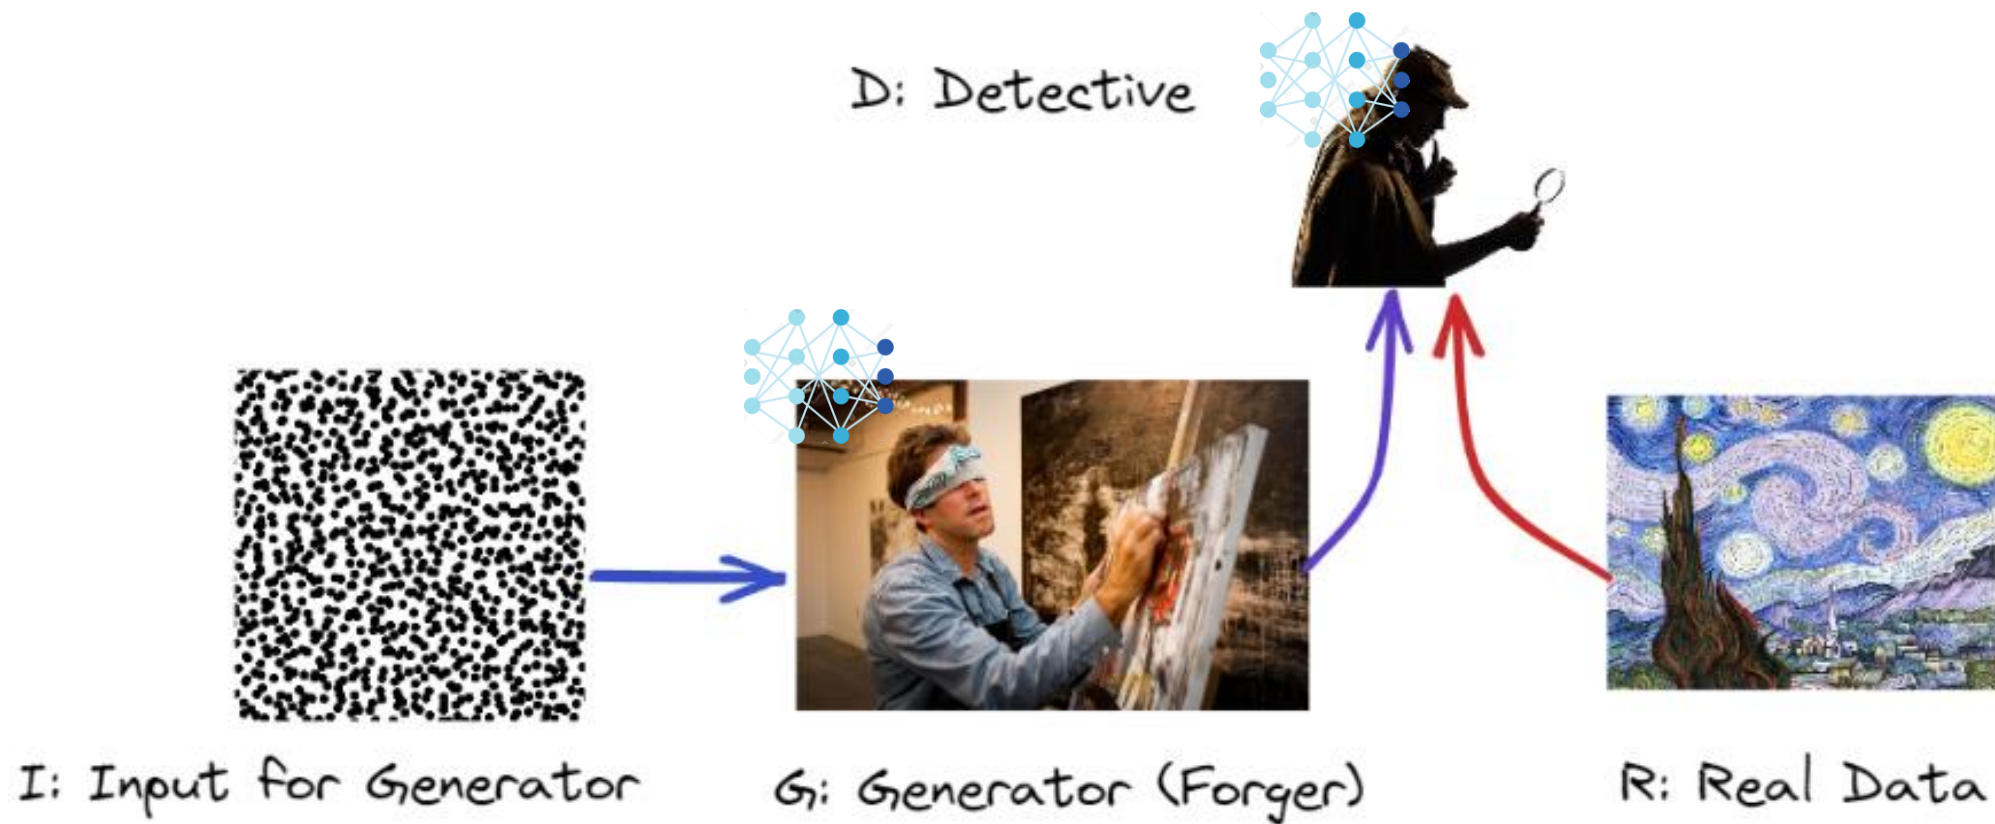 D: Detective
I: Input for Generator
G: Generator (Forger)
R: Real Data